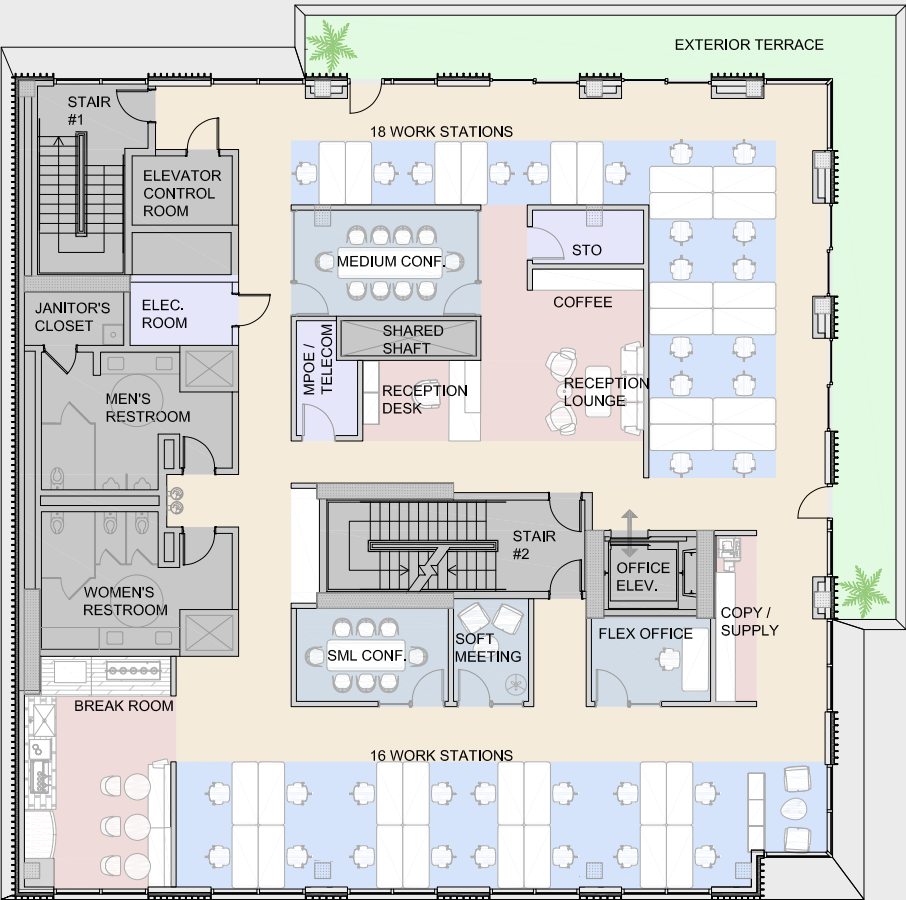 EXTERIOR TERRACE
STAIR
#1
18 WORK STATIONS
ELEVATOR
CONTROL
ROOM
STO
MEDIUM CONF.
JANITOR'S
CLOSET
ELEC.
ROOM
COFFEE
SHARED
SHAFT
MPOE /
TELECOM
RECEPTION
DESK
RECEPTION
LOUNGE
MEN'S
RESTROOM
STAIR
#2
OFFICE
ELEV.
WOMEN'S
RESTROOM
COPY /
SUPPLY
FLEX OFFICE
SML CONF.
SOFT
MEETING
BREAK ROOM
16 WORK STATIONS